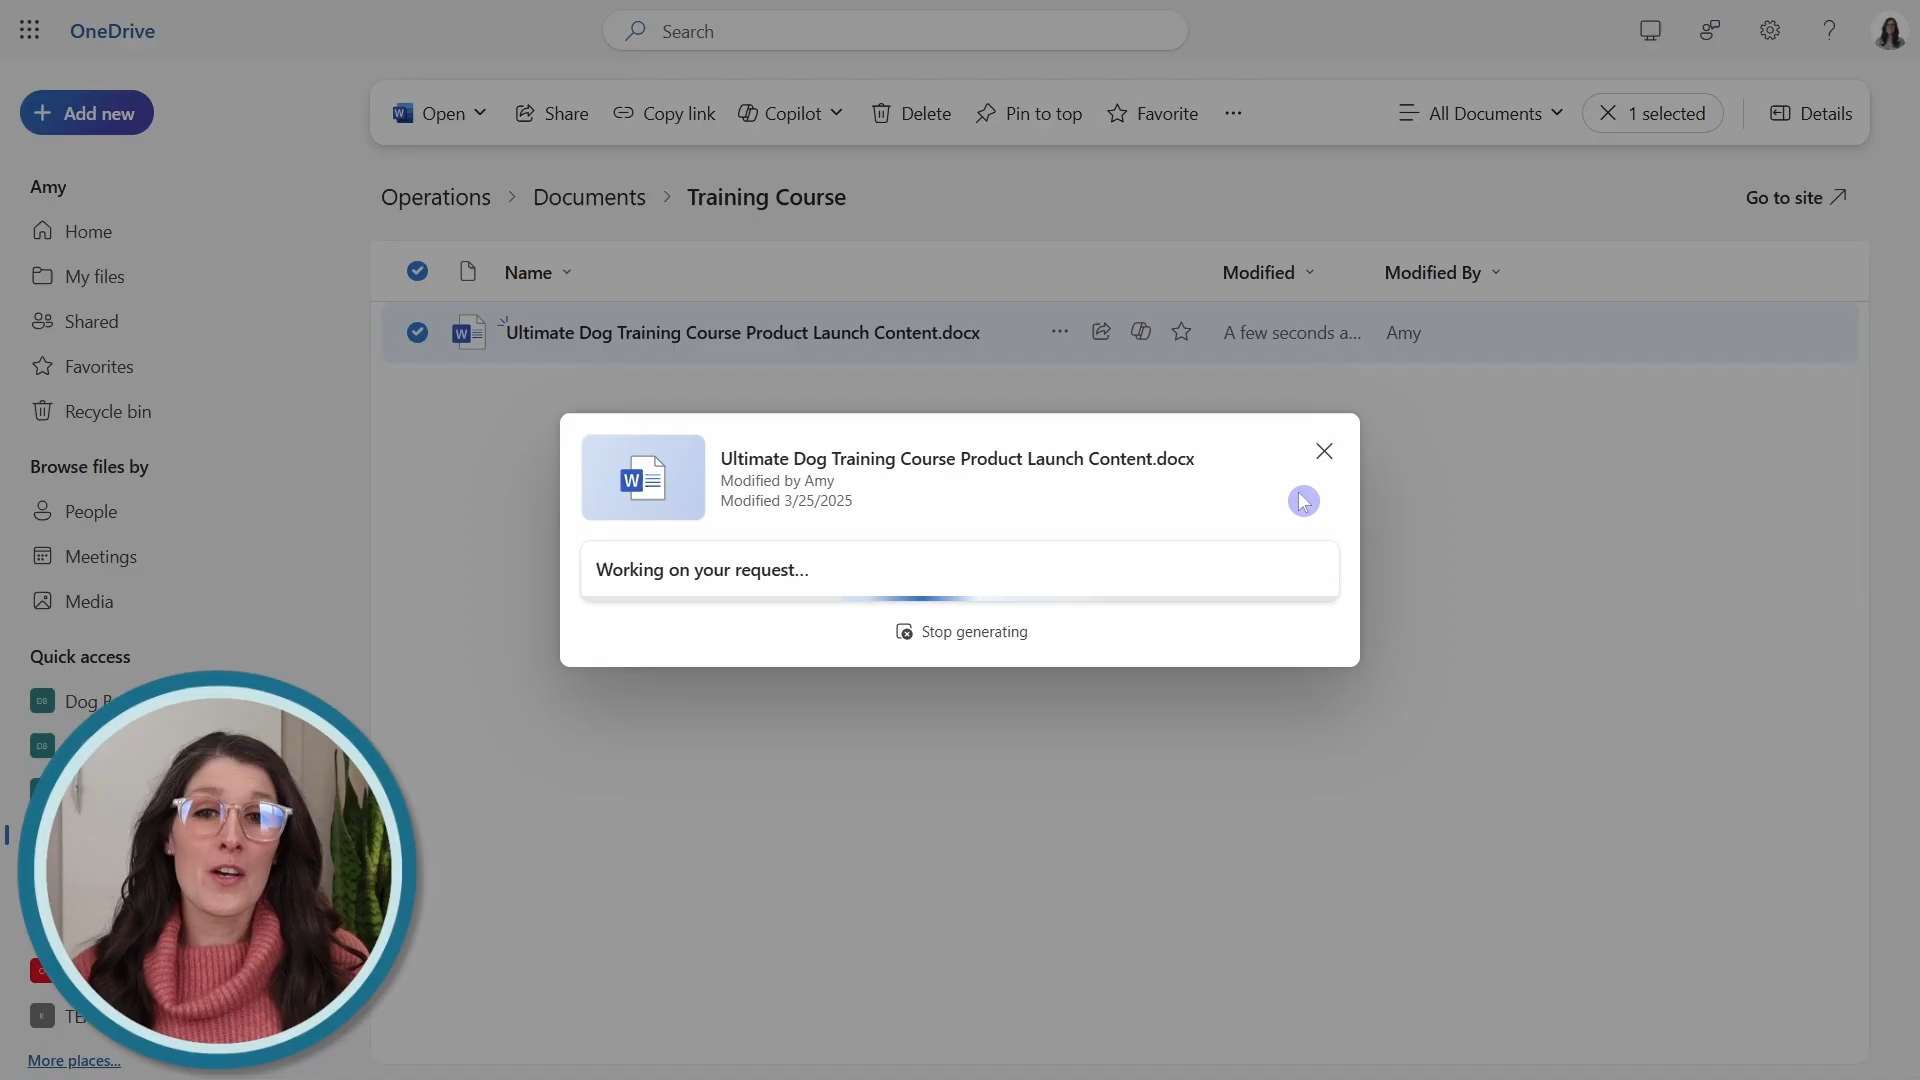 OneDrive
Search
Add new
Open
Share
Copy link
Copilot
Delete
Pin to top
Favorite
All Documents
1 selected
Details
Amy
Home
My files
Shared
Favorites
Recycle bin
Browse files by
People
Meetings
Media
Quick access
DB Dog
DB
K
More places...
Operations > Documents > Training Course
Go to site
Name
Modified
Modified By
Ultimate Dog Training Course Product Launch Content.docx
A few seconds a...
Amy
Ultimate Dog Training Course Product Launch Content.docx
Modified by Amy
Modified 3/25/2025
Working on your request...
Stop generating